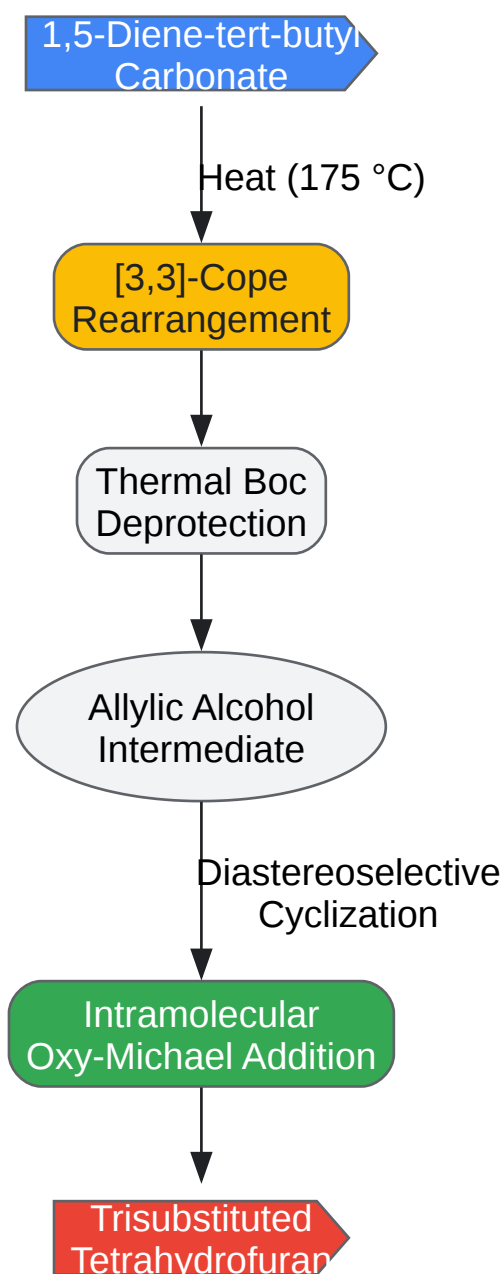 1,5-Diene-tert-butyl
Carbonate
Heat (175 °C)
[3,3]-Cope
Rearrangement
Thermal Boc
Deprotection
Allylic Alcohol
Intermediate
Diastereoselective
Cyclization
Intramolecular
Oxy-Michael Addition
Trisubstituted
Tetrahydrofuran